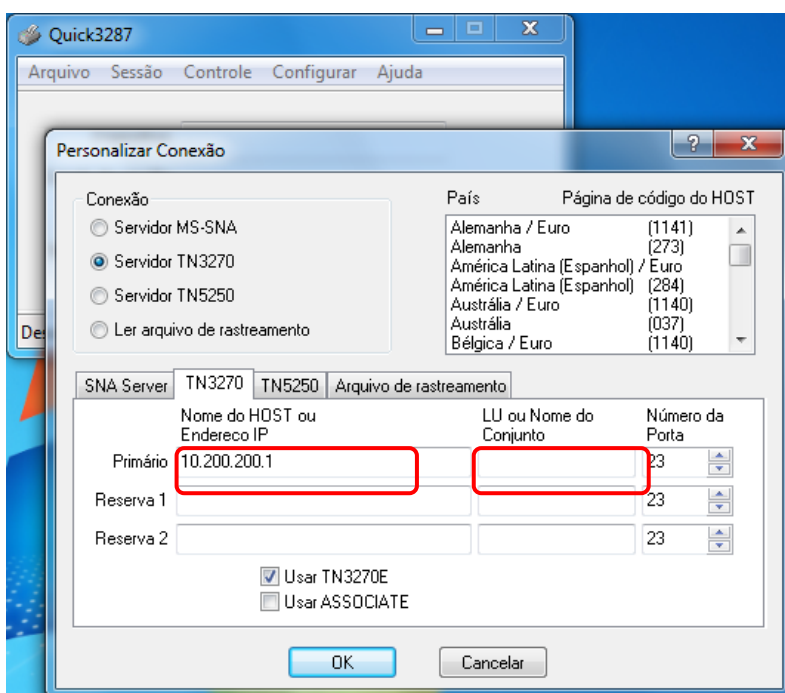 Quick3287
Arquivo Sessão Controle Configurar Ajuda
Personalizar Conexão
Conexão
Servidor MS-SNA
Servidor TN3270
Servidor TN5250
Ler arquivo de rastreamento
País Página de código do HOST
Alemanha / Euro (1141)
Alemanha (273)
América Latina (Espanhol) / Euro
América Latina (Espanhol) (284)
Austrália / Euro (1140)
Austrália (037)
Bélgica / Euro (1140)
Des
SNA Server TN3270 TN5250 Arquivo de rastreamento
Nome do HOST ou LU ou Nome do Número da
Endereco IP Conjunto Porta
Primário 10.200.200.1 23
Reserva 1 23
Reserva 2 23
Usar TN3270E
Usar ASSOCIATE
OK Cancelar